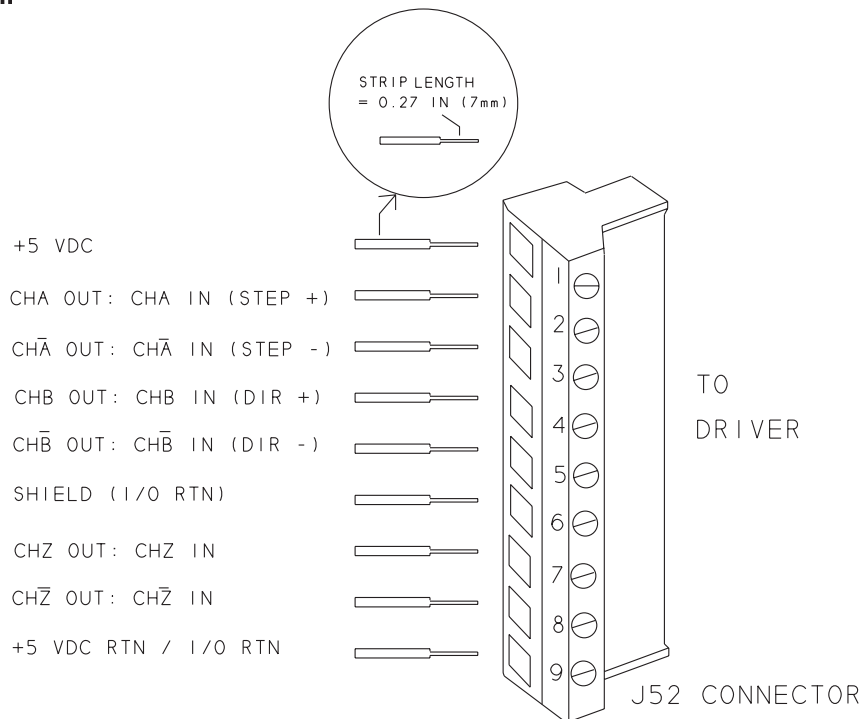 STRIP LENGTH
= 0.27 IN (7mm)
+5 VDC
CHA OUT: CHA IN (STEP +)
CHA̅ OUT: CHA̅ IN (STEP -)
CHB OUT: CHB IN (DIR +)
CHB̅ OUT: CHB̅ IN (DIR -)
SHIELD (I/O RTN)
CHZ OUT: CHZ IN
CHZ̅ OUT: CHZ̅ IN
+5 VDC RTN / I/O RTN
1
2
3
4
5
6
7
8
9
TO
DRIVER
J52 CONNECTOR